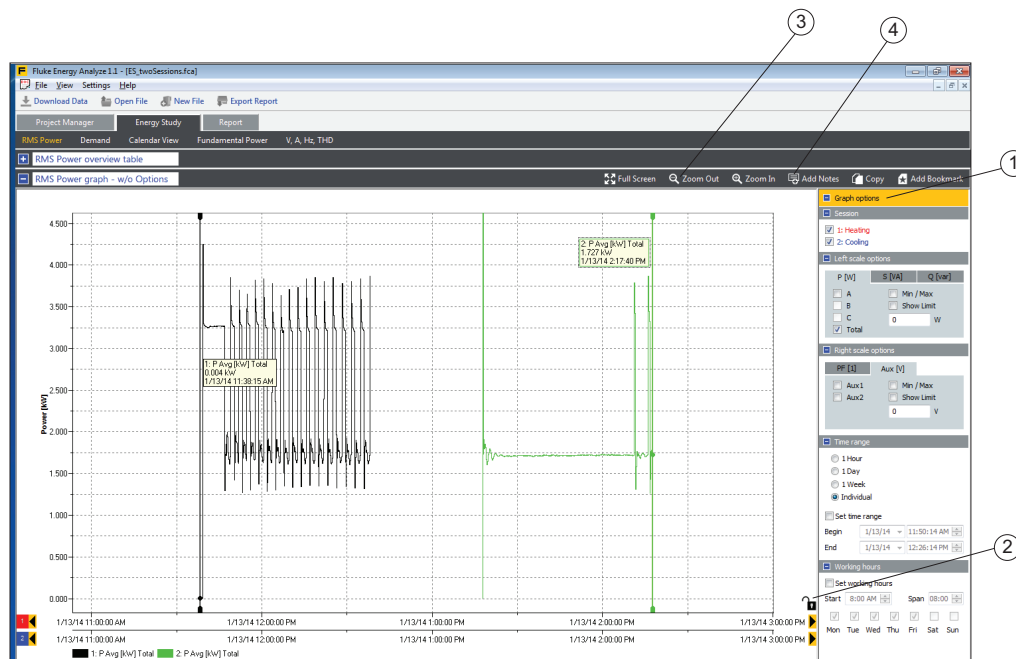 3
4
1
2
Fluke Energy Analyze 1.1 - [ES_twoSessions.fca]
File View Settings Help
Download Data Open File New File Export Report
Project Manager Energy Study Report
RMS Power Demand Calendar View Fundamental Power V, A, Hz, THD
RMS Power overview table
RMS Power graph - w/o Options Full Screen Zoom Out Zoom In Add Notes Copy Add Bookmark
Power [kW]
4.500
4.000
3.500
3.000
2.500
2.000
1.500
1.000
0.500
0.000
1: P Avg [kW] Total
0.004 kW
1/13/14 11:38:15 AM
2: P Avg [kW] Total
1.727 kW
1/13/14 2:17:40 PM
1 1/13/14 11:00:00 AM 1/13/14 12:00:00 PM 1/13/14 1:00:00 PM 1/13/14 2:00:00 PM 1/13/14 3:00:00 PM
2 1/13/14 11:00:00 AM 1/13/14 12:00:00 PM 1/13/14 1:00:00 PM 1/13/14 2:00:00 PM 1/13/14 3:00:00 PM
1: P Avg [kW] Total 2: P Avg [kW] Total
Graph options
Session
1: Heating
2: Cooling
Left scale options
P [W] S [VA] Q [var]
A Min / Max
B Show Limit
C 0 W
Total
Right scale options
PF [1] Aux [V]
Aux1 Min / Max
Aux2 Show Limit
0 V
Time range
1 Hour
1 Day
1 Week
Individual
Set time range
Begin 1/13/14 11:50:14 AM
End 1/13/14 12:26:14 PM
Working hours
Set working hours
Start 8:00 AM Span 08:00
Mon Tue Wed Thu Fri Sat Sun